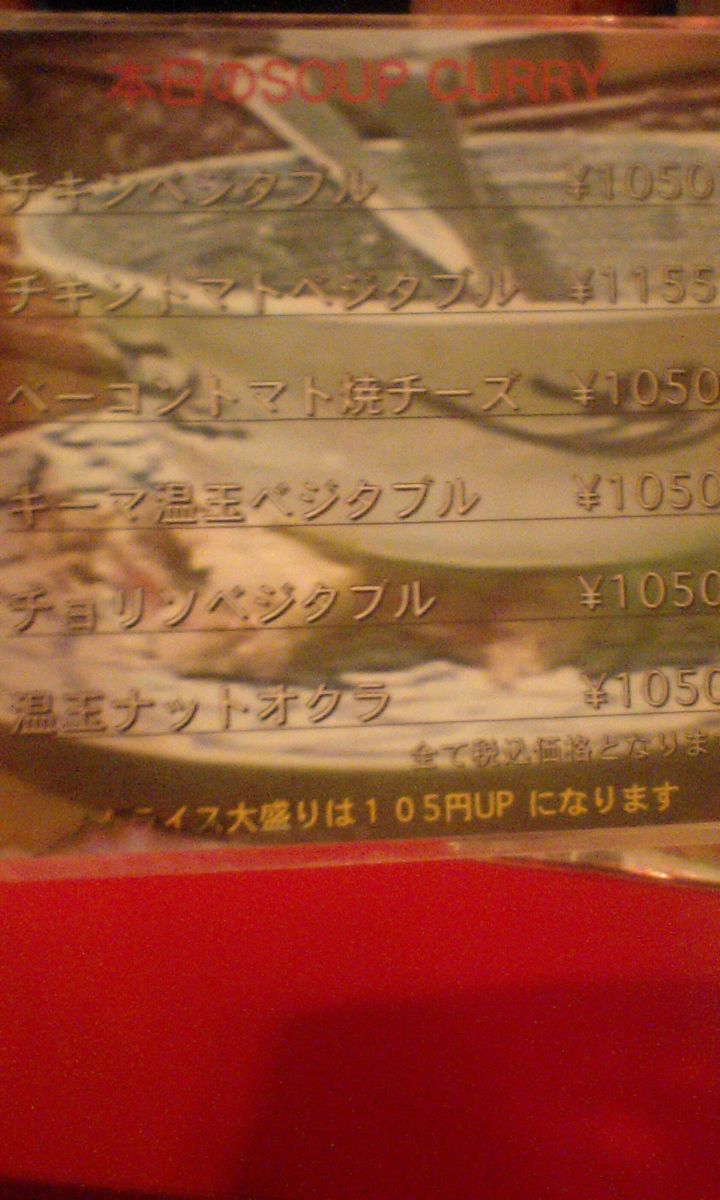 本日のSOUP CURRY
チキンベジタブル ¥1050
チキントマトベジタブル ¥1155
ベーコントマト焼チーズ ¥1050
キーマ温玉ベジタブル ¥1050
チョリソベジタブル ¥1050
温玉ナットオクラ ¥1050
全て税込価格となりま
ライス大盛りは１０5円UP になります